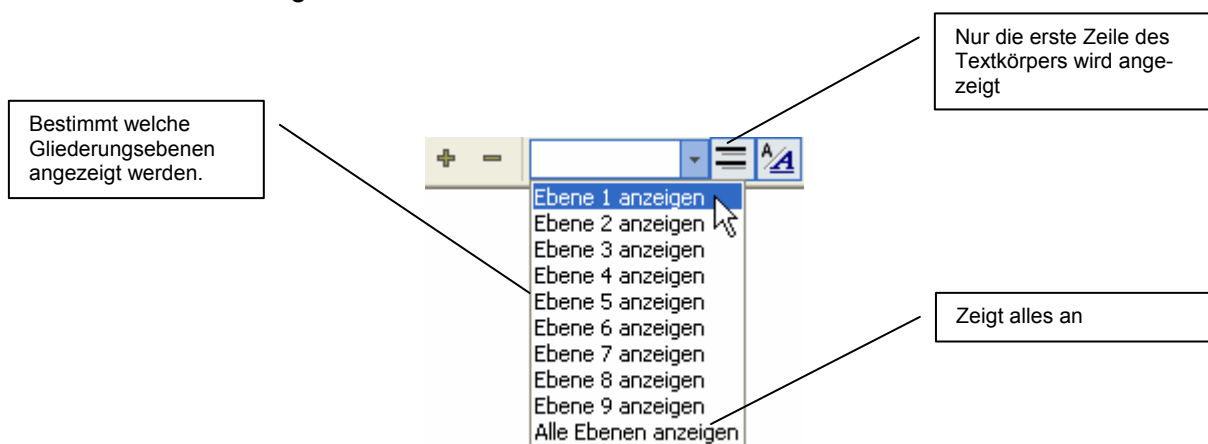 g
Nur die erste Zeile des
Textkörpers wird ange-
zeigt
Bestimmt welche
Gliederungsebenen
angezeigt werden.
A/A
Ebene 1 anzeigen
Ebene 2 anzeigen
Ebene 3 anzeigen
Ebene 4 anzeigen
Ebene 5 anzeigen
Ebene 6 anzeigen
Ebene 7 anzeigen
Ebene 8 anzeigen
Ebene 9 anzeigen
Alle Ebenen anzeigen
Zeigt alles an